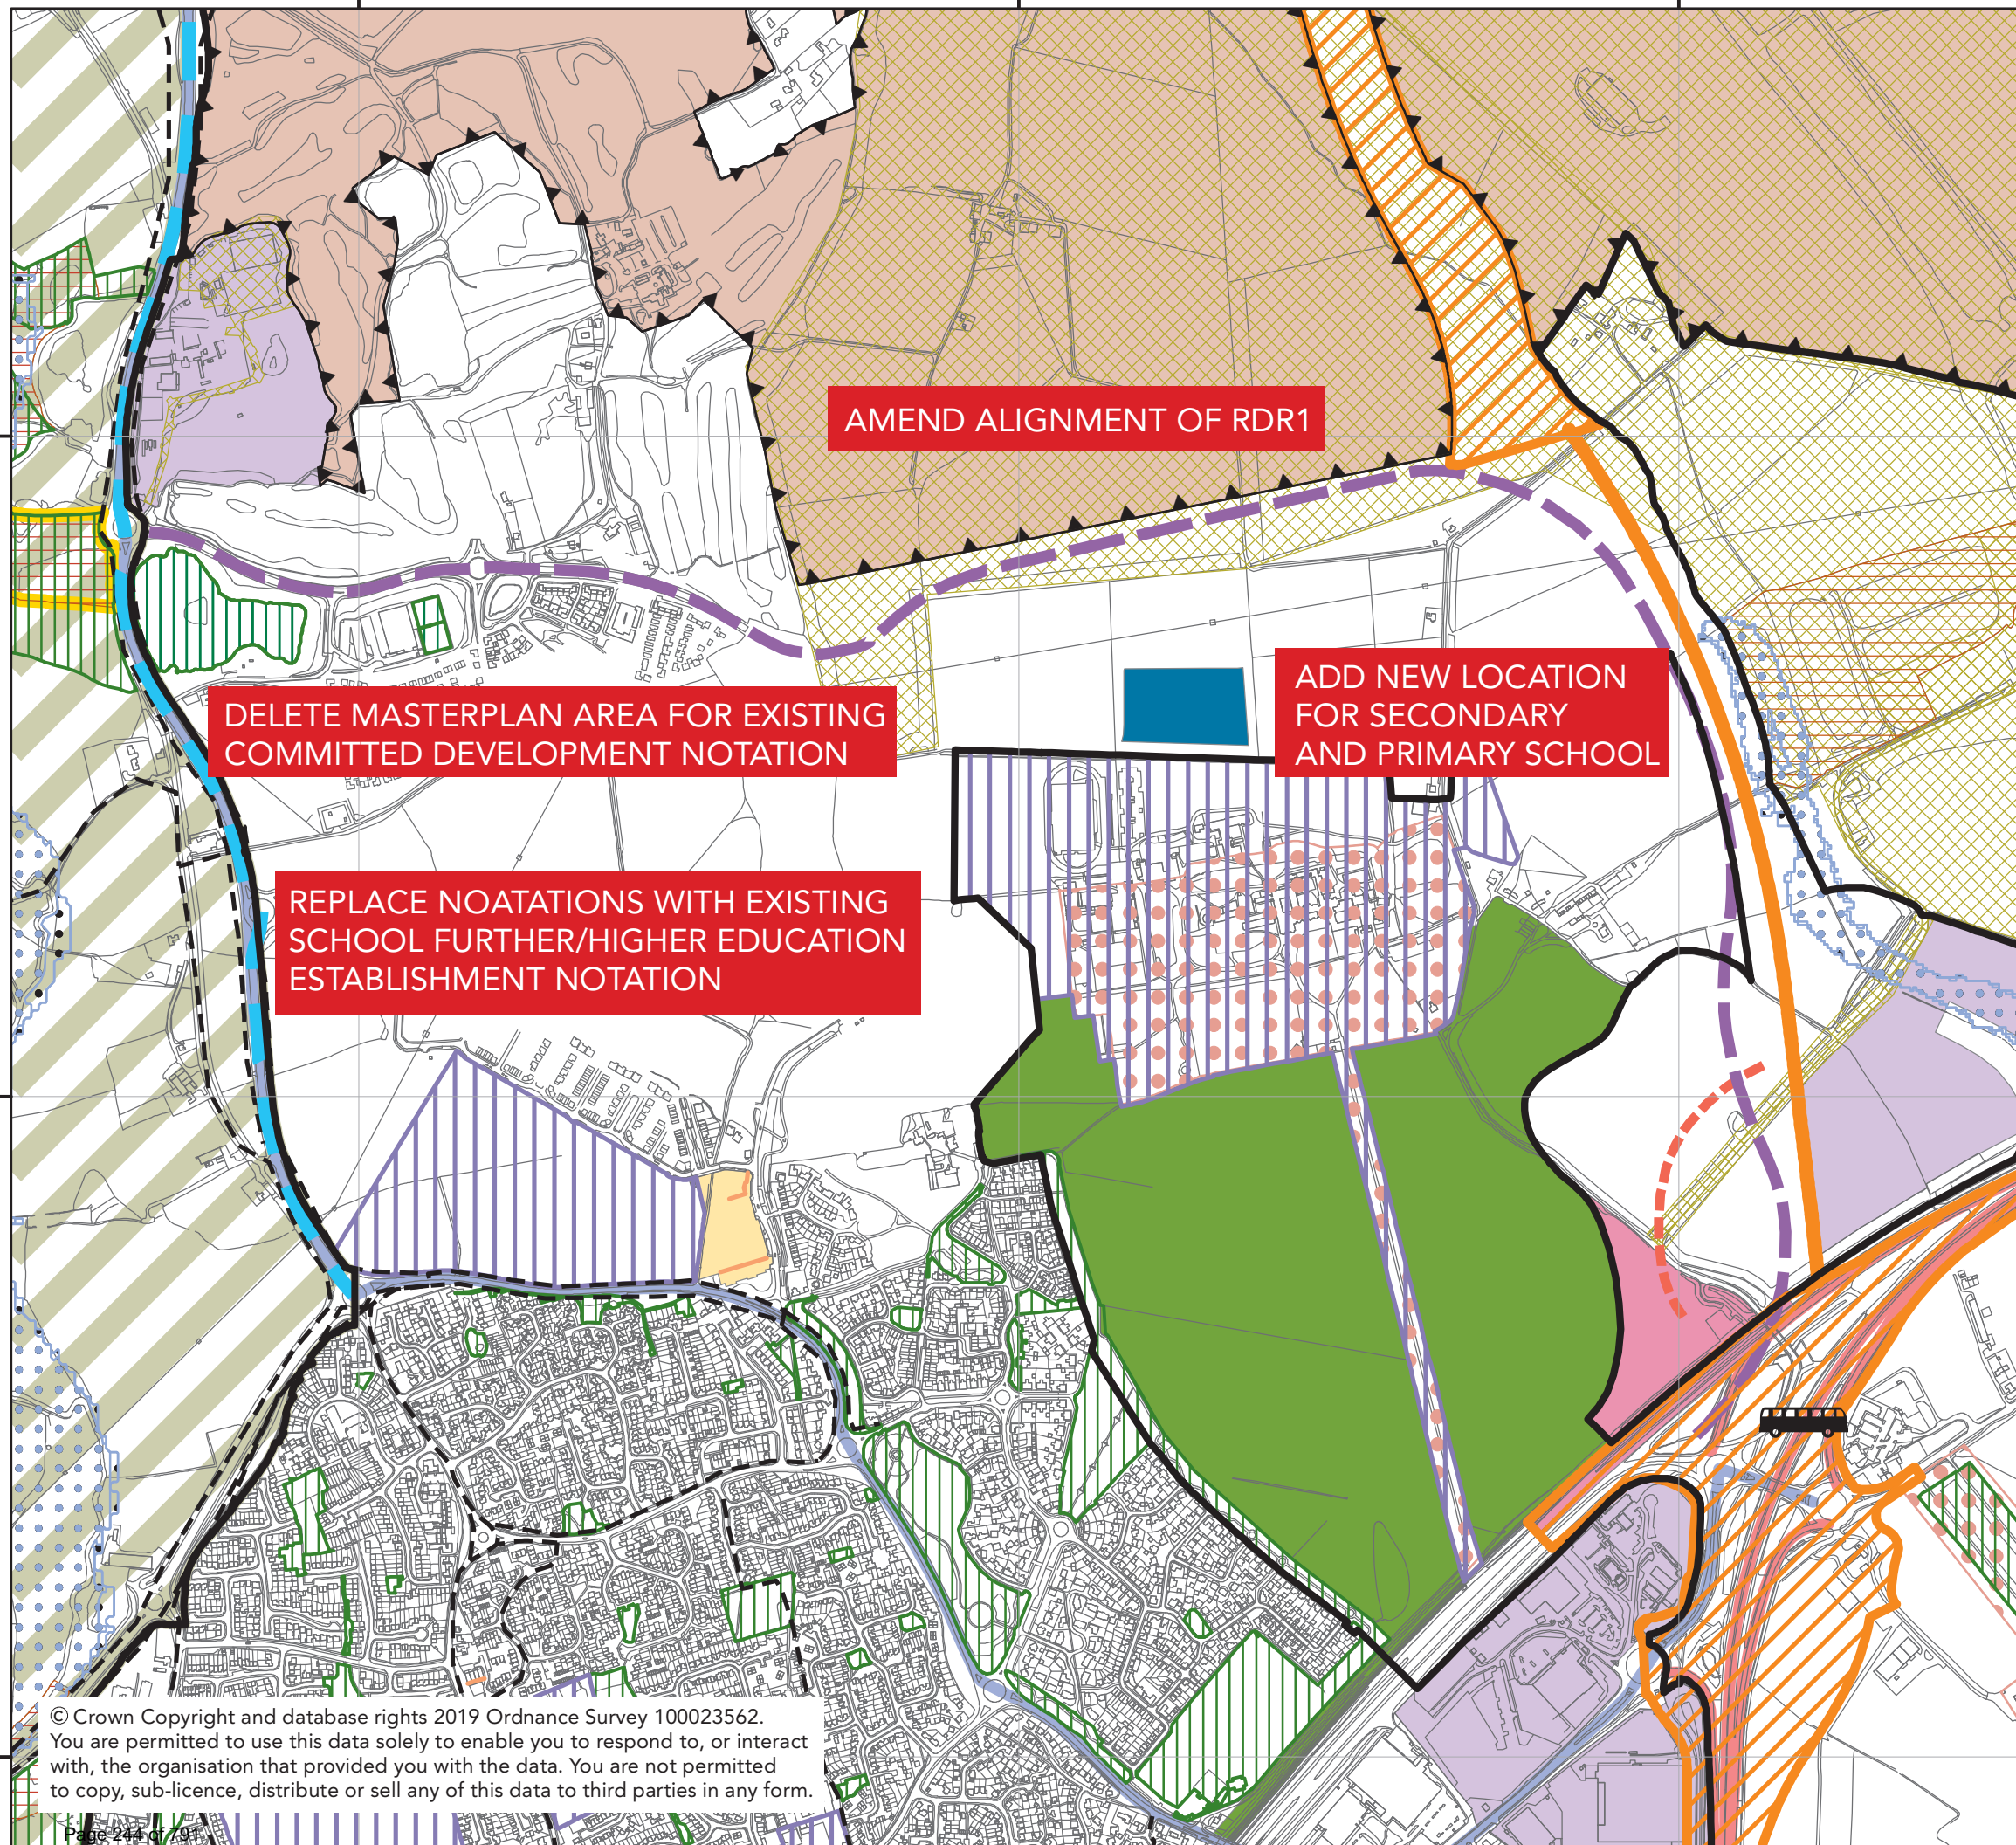 AMEND ALIGNMENT OF RDR1
ADD NEW LOCATION
FOR SECONDARY
AND PRIMARY SCHOOL
DELETE MASTERPLAN AREA FOR EXISTING
COMMITTED DEVELOPMENT NOTATION
REPLACE NOATATIONS WITH EXISTING
SCHOOL FURTHER/HIGHER EDUCATION
ESTABLISHMENT NOTATION
© Crown Copyright and database rights 2019 Ordnance Survey 100023562.
You are permitted to use this data solely to enable you to respond to, or interact
with, the organisation that provided you with the data. You are not permitted
to copy, sub-licence, distribute or sell any of this data to third parties in any form.
Page 244 of 791